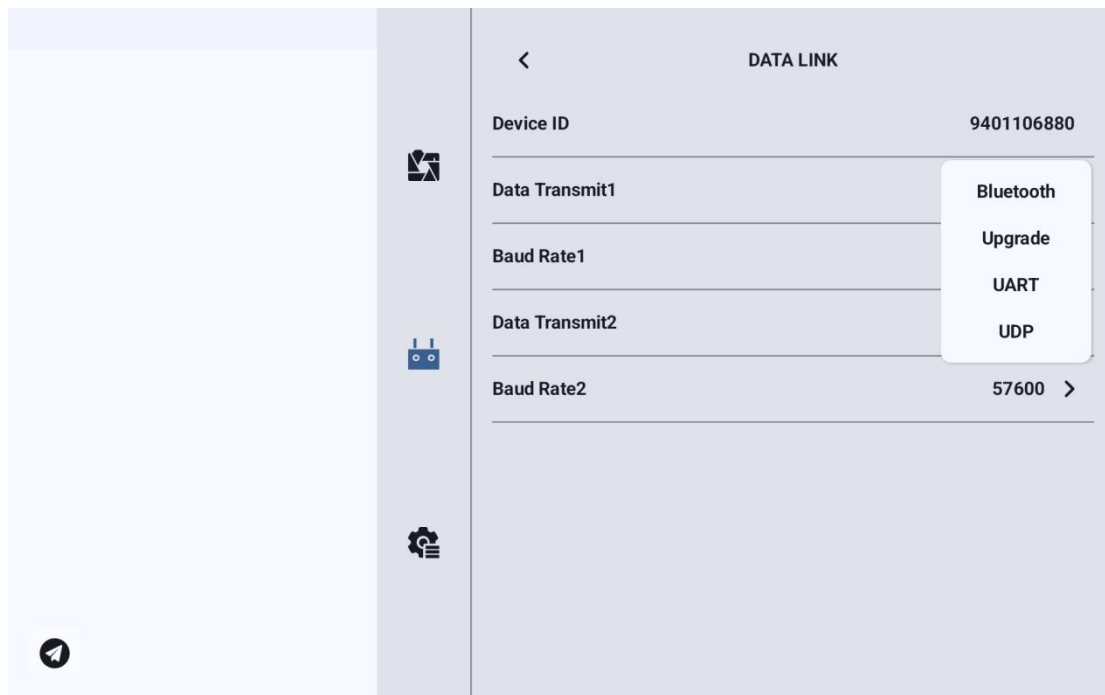 DATA LINK
Device ID 9401106880
Data Transmit1
Bluetooth
Upgrade
Baud Rate1
UART
Data Transmit2
UDP
Baud Rate2 57600